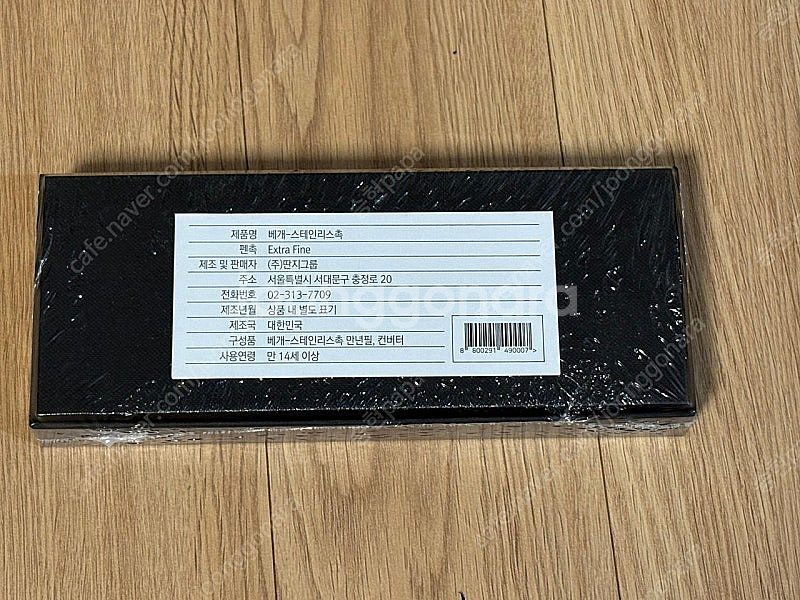 제품명 베개-스테인리스촉
펜촉 Extra Fine
제조 및 판매자 (주)딴지그룹
주소 서울특별시 서대문구 충정로 20
전화번호 02-313-7709
제조년월 상품 내 별도 표기
제조국 대한민국
구성품 베개-스테인리스촉 만년필, 컨버터
사용연령 만 14세 이상
8 800291 490007 >
joonggondra
cafe.naver.com/joonggondra